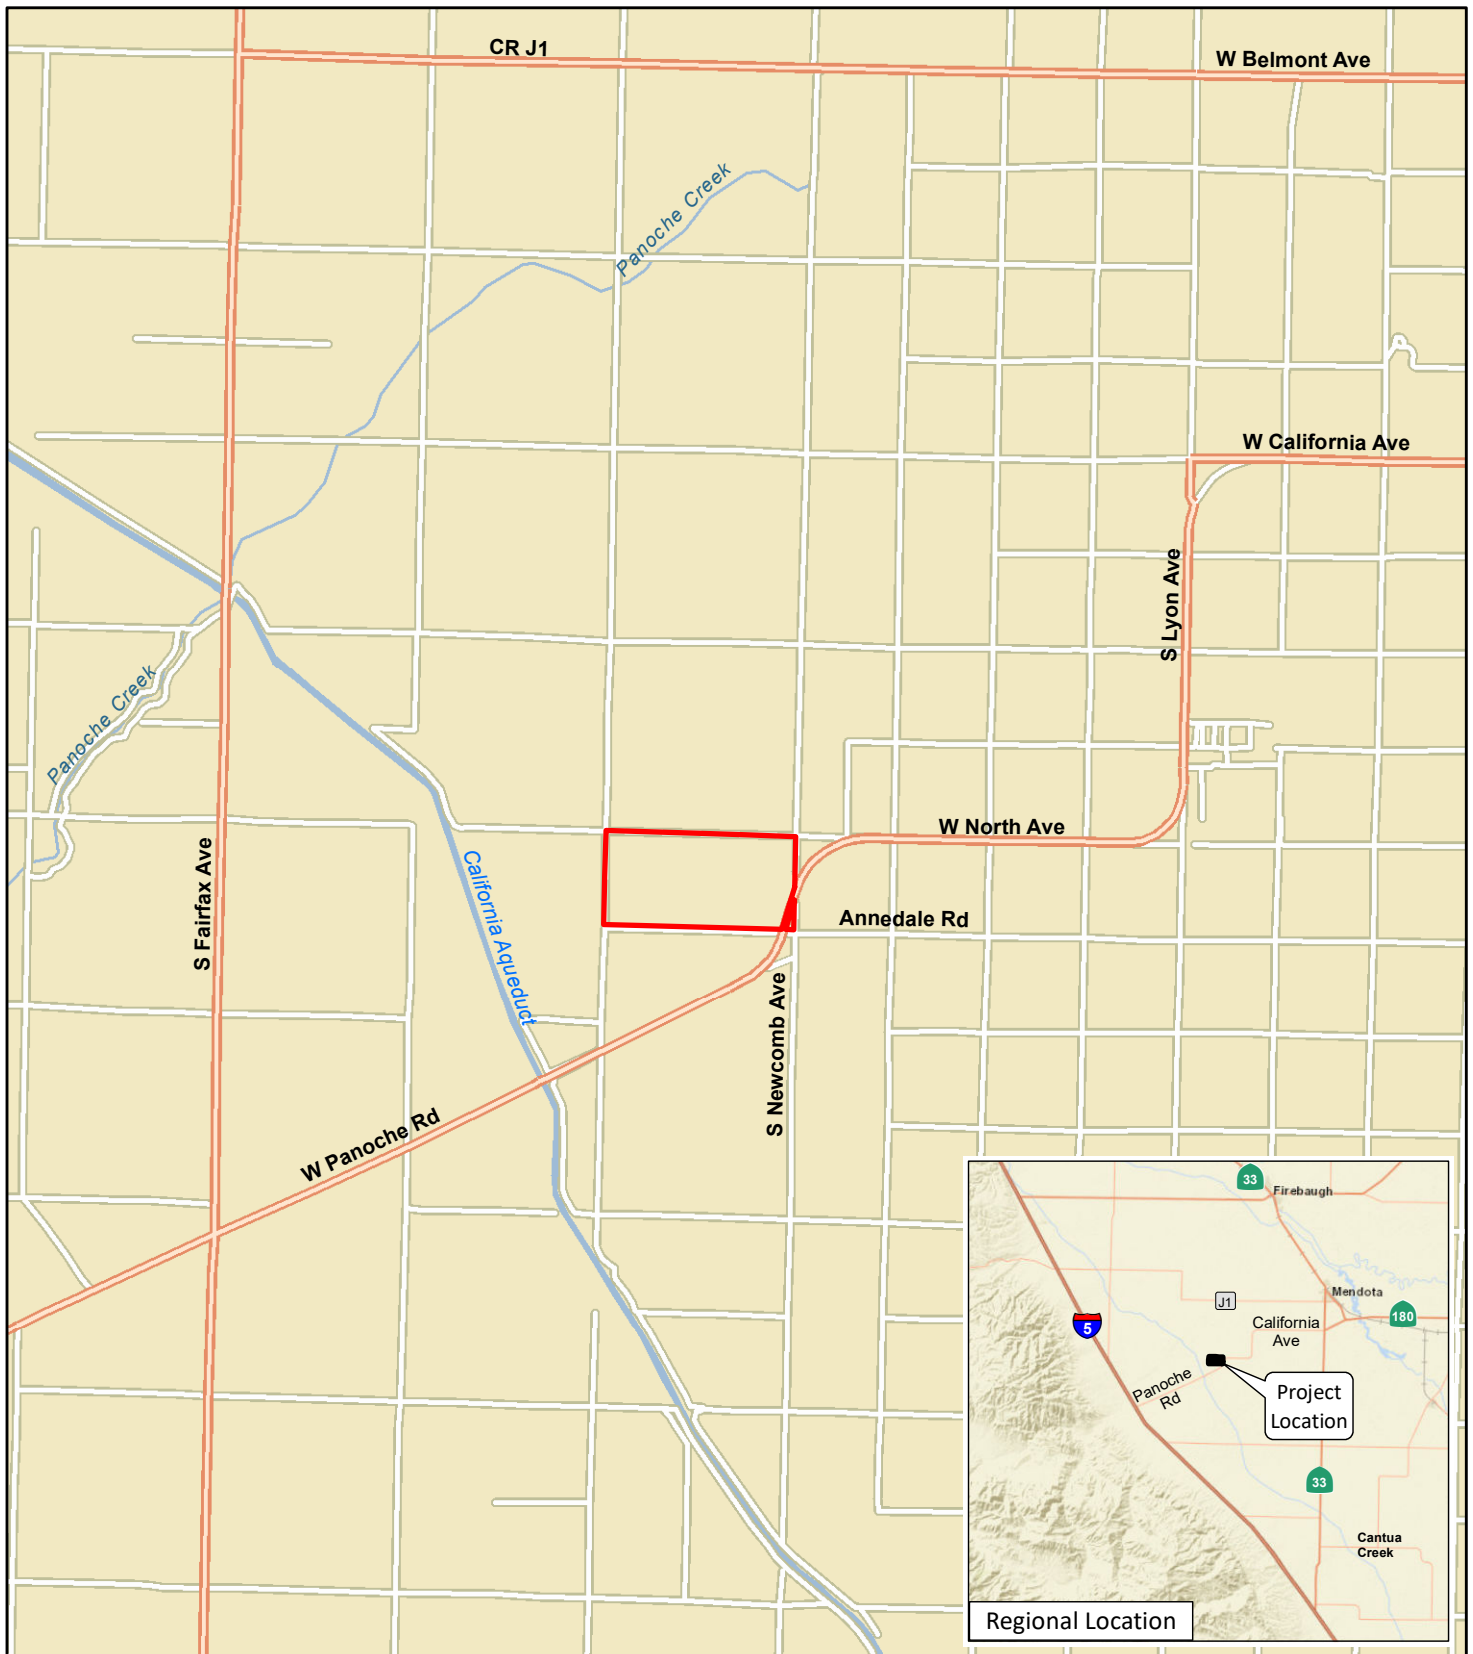 CR J1
W Belmont Ave
Panoche Creek
W California Ave
S Lyon Ave
Panoche Creek
W North Ave
S Fairfax Ave
California Aqueduct
Annedale Rd
S Newcomb Ave
W Panoche Rd
33
Firebaugh
Mendota
J1
180
5
California
Ave
Panoche
Rd
Project
Location
33
Cantua
Creek
Regional Location